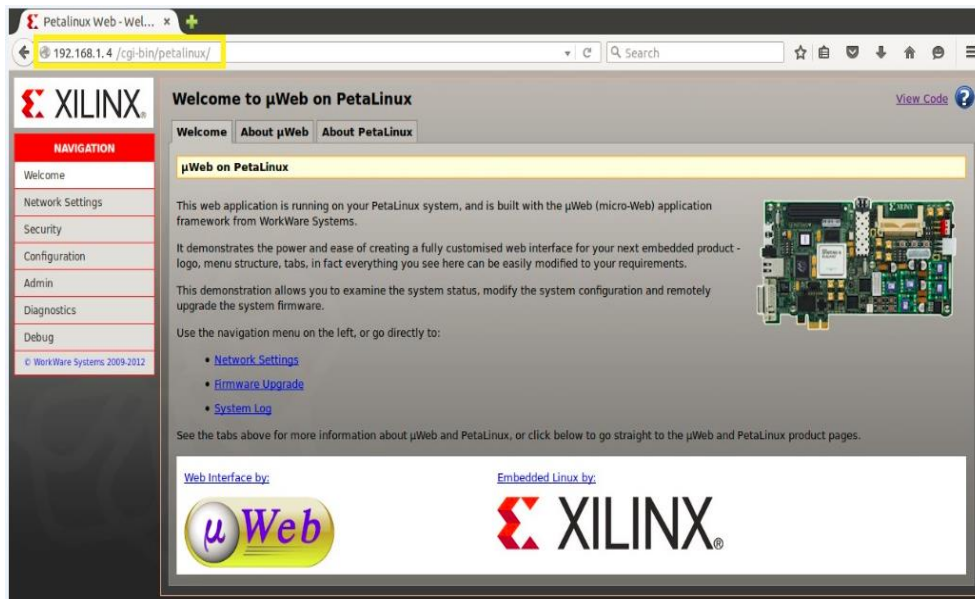 Petalinux Web - Wel...
192.168.1.4 /cgi-bin/petalinux/
Search
XILINX®
Welcome to µWeb on PetaLinux
View Code
Welcome
About µWeb
About PetaLinux
NAVIGATION
Welcome
Network Settings
Security
Configuration
Admin
Diagnostics
Debug
© WorkWare Systems 2009-2012
µWeb on PetaLinux
This web application is running on your PetaLinux system, and is built with the µWeb (micro-Web) application
framework from WorkWare Systems.
It demonstrates the power and ease of creating a fully customised web interface for your next embedded product -
logo, menu structure, tabs, in fact everything you see here can be easily modified to your requirements.
This demonstration allows you to examine the system status, modify the system configuration and remotely
upgrade the system firmware.
Use the navigation menu on the left, or go directly to:
• Network Settings
• Firmware Upgrade
• System Log
See the tabs above for more information about µWeb and PetaLinux, or click below to go straight to the µWeb and PetaLinux product pages.
Web Interface by:
µWeb
Embedded Linux by:
XILINX®